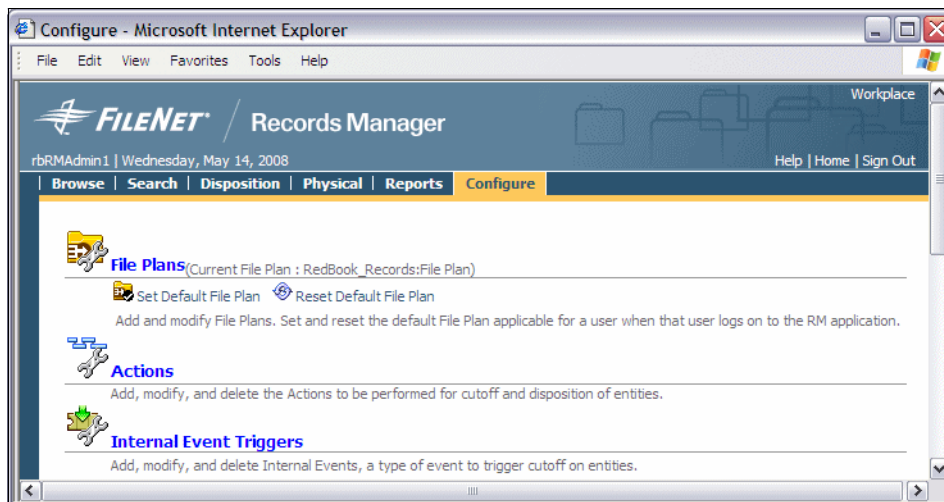 Configure - Microsoft Internet Explorer
File Edit View Favorites Tools Help
Workplace
FILENET Records Manager
rbRMAdmin1 | Wednesday, May 14, 2008 Help | Home | Sign Out
| Browse | Search | Disposition | Physical | Reports Configure
File Plans(Current File Plan : RedBook_Records:File Plan)
Set Default File Plan Reset Default File Plan
Add and modify File Plans. Set and reset the default File Plan applicable for a user when that user logs on to the RM application.
Actions
Add, modify, and delete the Actions to be performed for cutoff and disposition of entities.
Internal Event Triggers
Add, modify, and delete Internal Events, a type of event to trigger cutoff on entities.